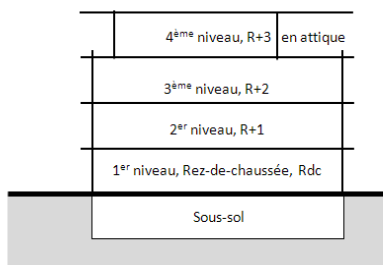 4ème niveau, R+3 en attique
3ème niveau, R+2
2er niveau, R+1
1er niveau, Rez-de-chaussée, Rdc
Sous-sol